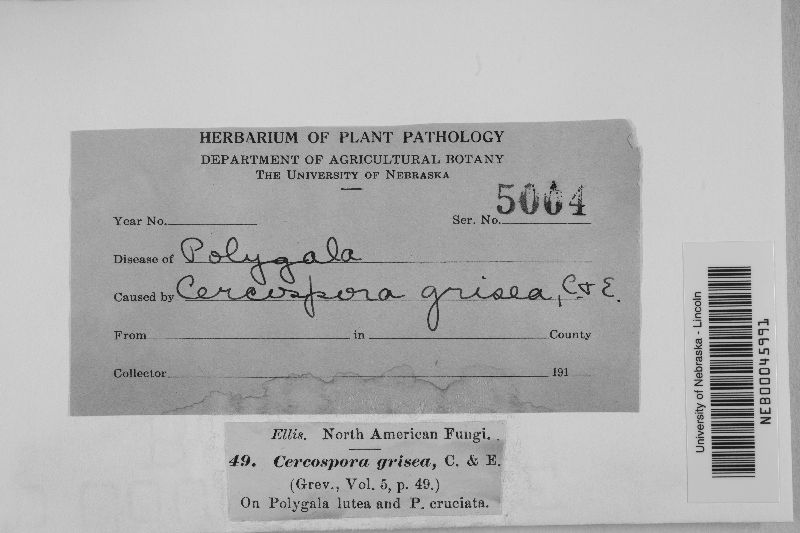 HERBARIUM OF PLANT PATHOLOGY
DEPARTMENT OF AGRICULTURAL BOTANY
THE UNIVERSITY OF NEBRASKA
Year No. Ser. No. 5004
Disease of Polygala
Caused by Cercospora grisea, C. & E.
From in County
Collector 191
Ellis. North American Fungi.
49. Cercospora grisea, C. & E.
(Grev., Vol. 5, p. 49.)
On Polygala lutea and P. cruciata.
University of Nebraska - Lincoln
NEB00045991